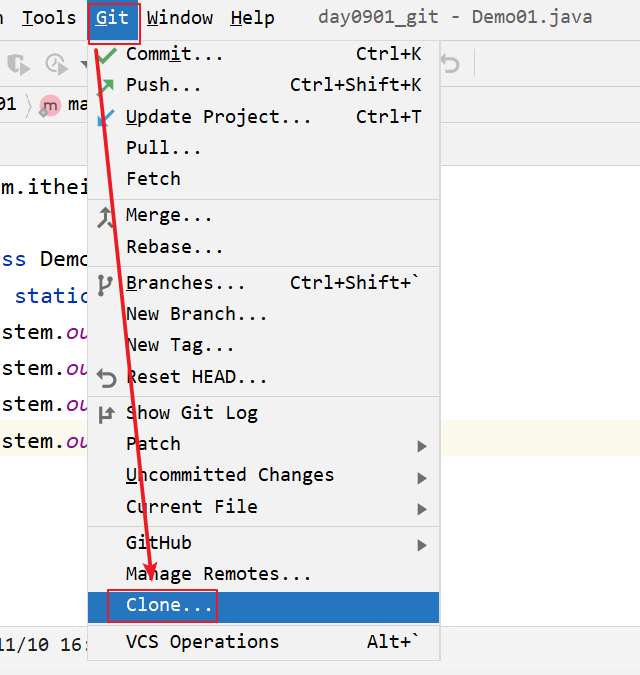 Tools Git Window Help day0901_git - Demo01.java
Commit... Ctrl+K
Push... Ctrl+Shift+K
01 m ma
Update Project... Ctrl+T
Pull...
Fetch
m.ithei
Merge...
Rebase...
ss Demo
Branches... Ctrl+Shift+`
static
New Branch...
stem.ou
New Tag...
stem.ou
Reset HEAD...
stem.ou
Show Git Log
stem.ou
Patch
Uncommitted Changes
Current File
GitHub
Manage Remotes...
Clone...
11/10 16:
VCS Operations Alt+`